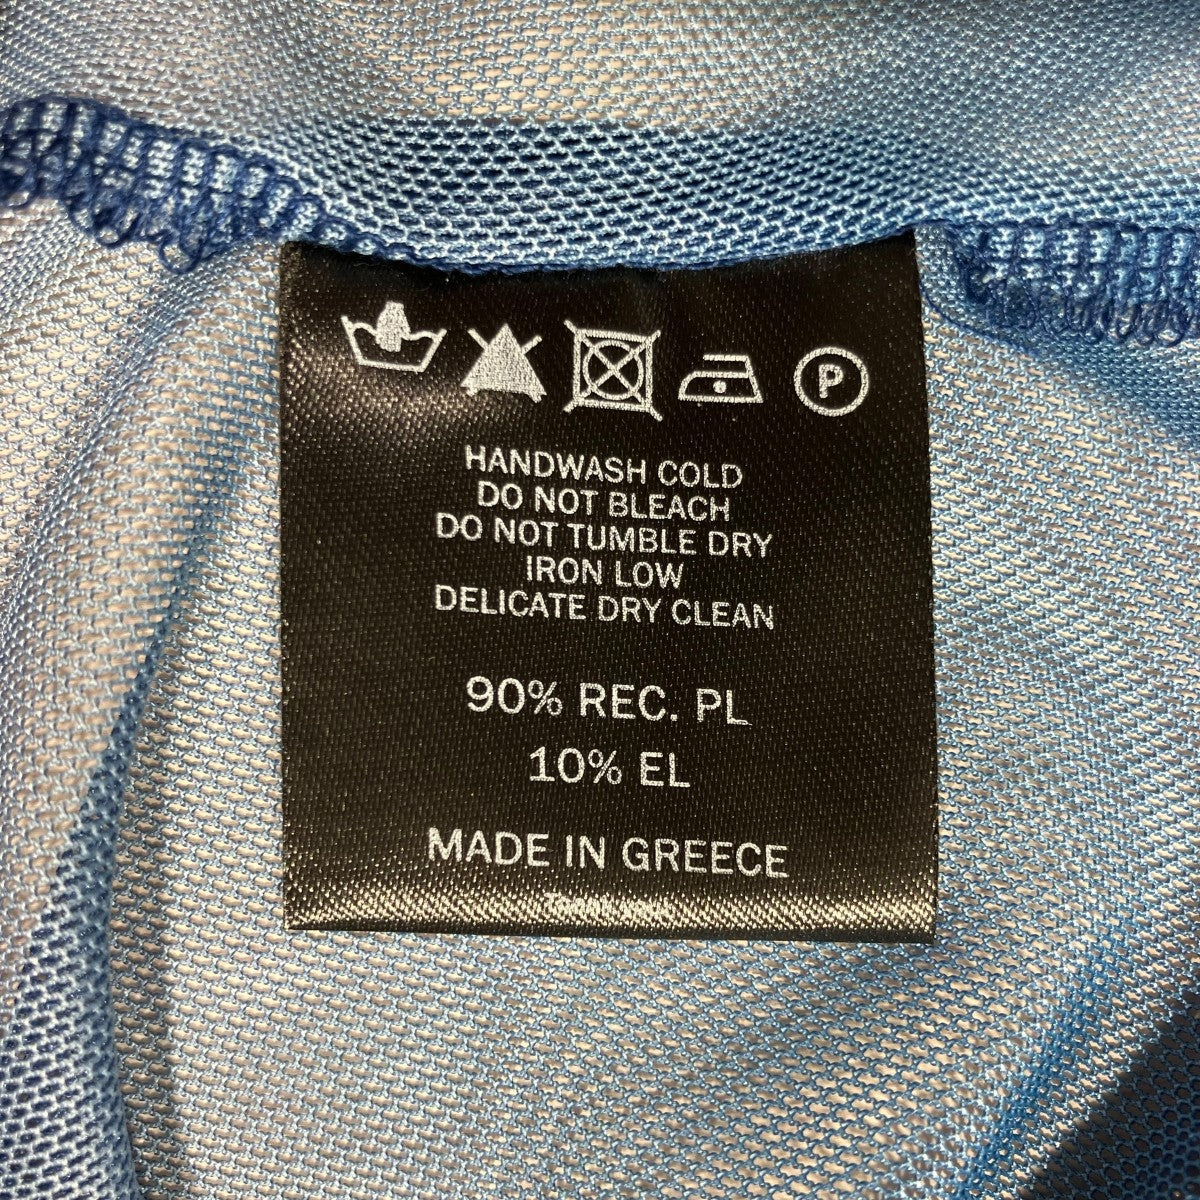 P
HANDWASH COLD
DO NOT BLEACH
DO NOT TUMBLE DRY
IRON LOW
DELICATE DRY CLEAN
90% REC. PL
10% EL
MADE IN GREECE